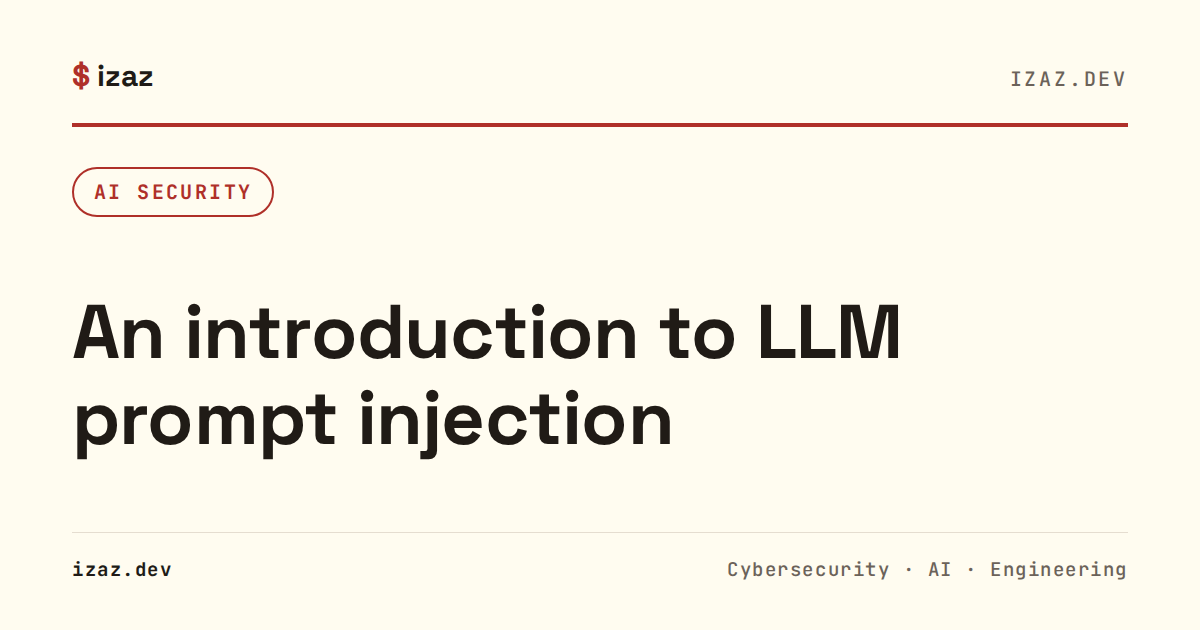 $ izaz
IZAZ.DEV
AI SECURITY
An introduction to LLM
prompt injection
izaz.dev
Cybersecurity · AI · Engineering